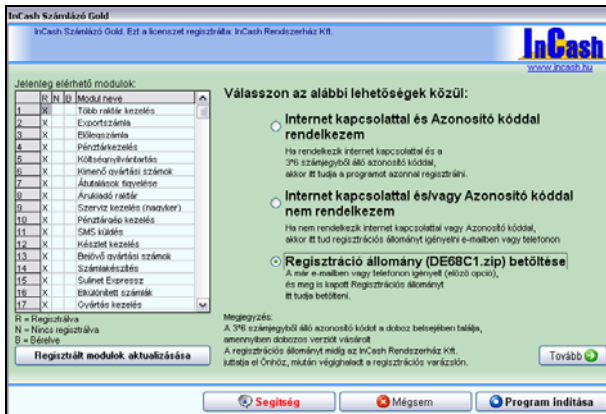 InCash Számlázó Gold
InCash Számlázó Gold. Ezt a licenszet regisztrálta: InCash Rendszerház Kft.
InCash
www.incash.hu
Jelenleg elérhető modulok:
R N B Modul neve
1 X Több raktár kezelés
2 X Exportszámla
3 X Előlegszámla
4 X Pénztárkezelés
5 X Költségnyilvántartás
6 X Kimenő gyártási számok
7 X Átutalások figyelése
8 X Árukiadó raktár
9 X Szerviz kezelés (nagyker)
10 X Pénztárgép kezelés
11 X SMS küldés
12 X Készlet kezelés
13 X Bejövő gyártási számok
14 X Számlakészítés
15 X Sulinet Expressz
16 X Elkülönített számlák
17 X Gyártás kezelés
R = Regisztrálva
N = Nincs regisztrálva
B = Bérelve
Regisztrált modulok aktualizásása
Válasszon az alábbi lehetőségek közül:
Internet kapcsolattal és Azonosító kóddal
rendelkezem
Ha rendelkezik internet kapcsolattal és a
3*6 számjegyből álló azonosító kóddal,
akkor itt tudja a programot azonnal regisztrálni.
Internet kapcsolattal és/vagy Azonosító kóddal
nem rendelkezem
Ha nem rendelkezik internet kapcsolattal vagy Azonosító kóddal,
akkor itt tud regisztrációs állományt igényelni e-mailben vagy telefonon
Regisztráció állomány (DE68C1.zip) betöltése
A már e-mailben vagy telefonon igényelt (előző opció),
és meg is kapott Regisztrációs állományt
itt tudja betölteni.
Megjegyzés:
A 3*6 számjegyből álló azonosító kódot a doboz belsejében találja,
amennyiben dobozos verziót vásárolt
A regisztrációs állományt mindig az InCash Rendszerház Kft.
juttatja el Önhöz, miután végighaladt a regisztrációs varázslón.
Tovább
Segítség
Mégsem
Program indítása